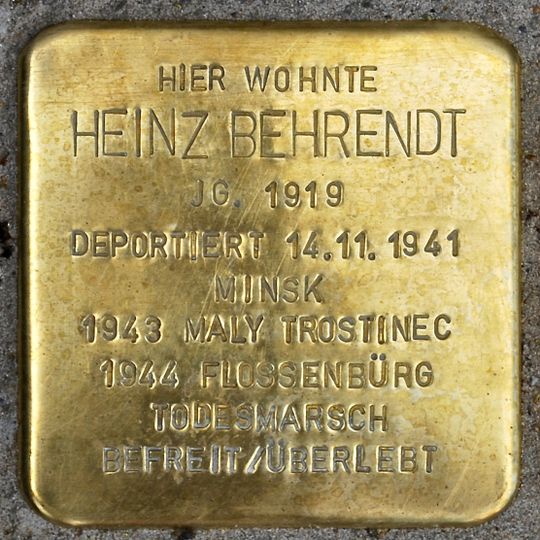 HIER WOHNTE
HEINZ BEHRENDT
JG. 1919
DEPORTIERT 14.11.1941
MINSK
1943 MALY TROSTINEC
1944 FLOSSENBÜRG
TODESMARSCH
BEFREIT/ÜBERLEBT